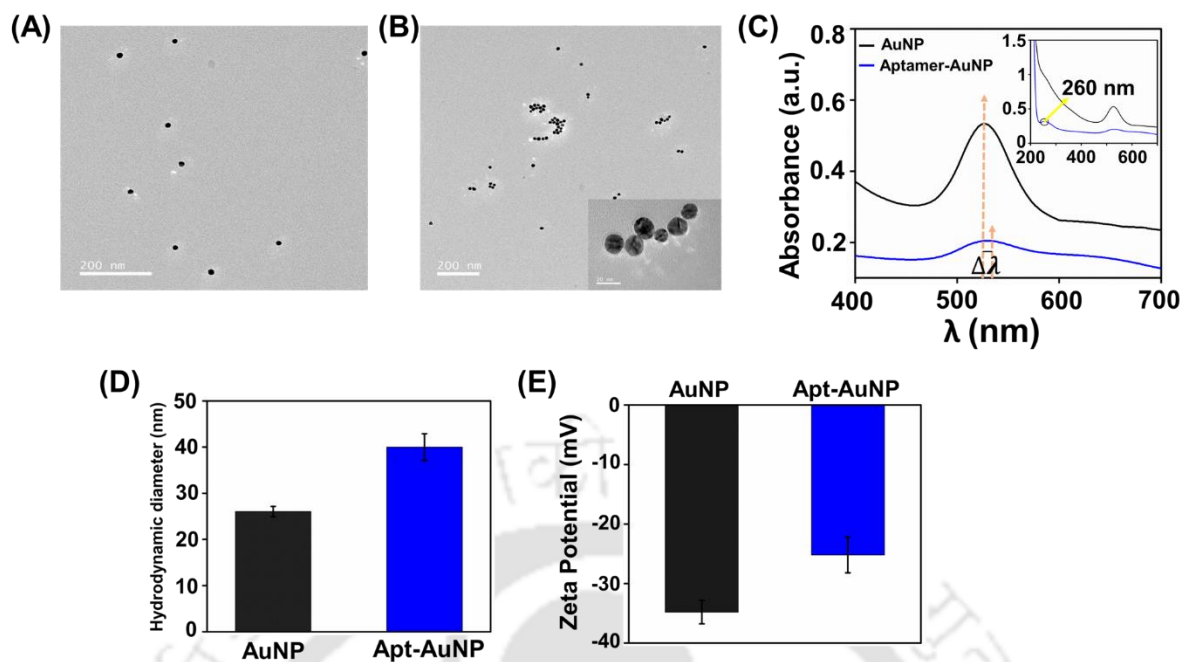 (A)
200 nm
(B)
200 nm
20 nm
(C)
Absorbance (a.u.)
0.8
0.6
0.4
0.2
AuNP
Aptamer-AuNP
Δλ
400
500
600
700
λ (nm)
1.5
1
0.5
0
260 nm
200
400
600
(D)
Hydrodynamic diameter (nm)
50
40
30
20
10
0
AuNP
Apt-AuNP
(E)
AuNP
Apt-AuNP
Zeta Potential (mV)
0
-10
-20
-30
-40